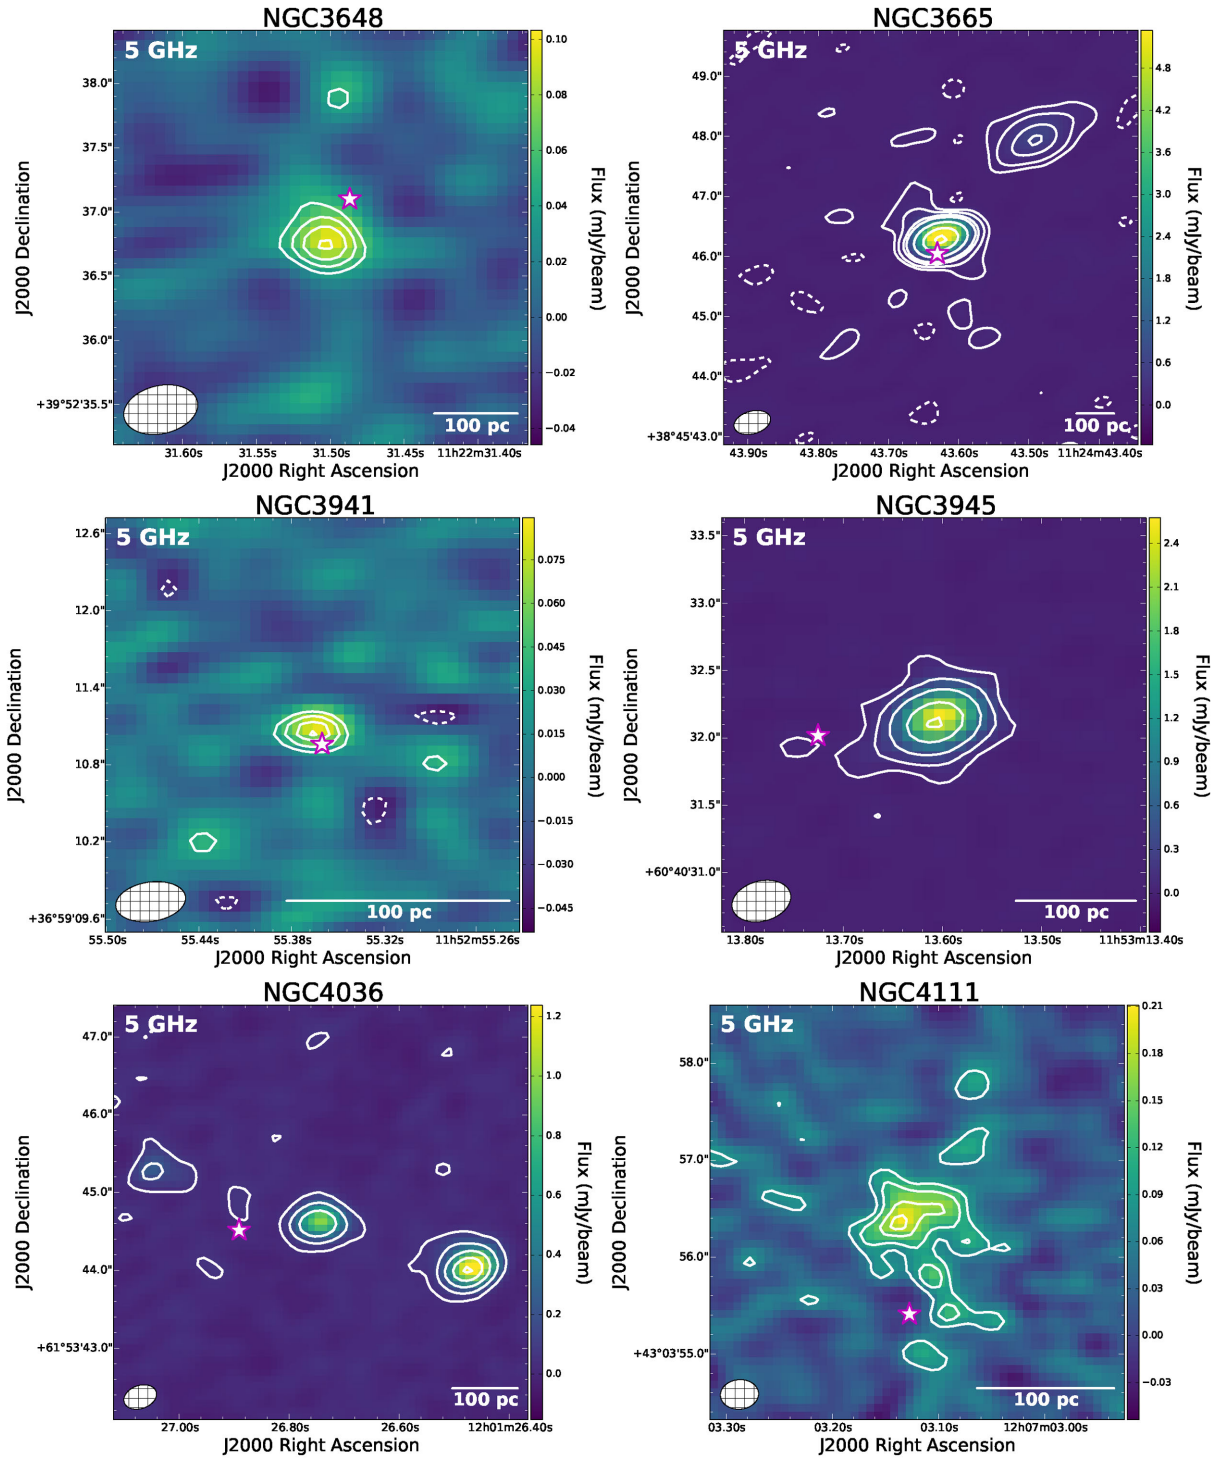 NGC3648
5 GHz
38.0"
37.5"
37.0"
36.5"
36.0"
+39°52'35.5"
J2000 Declination
31.60s 31.55s 31.50s 31.45s 11h22m31.40s
J2000 Right Ascension
100 pc
0.10
0.08
0.06
0.04
0.02
0.00
−0.02
−0.04
Flux (mJy/beam)
NGC3665
5 GHz
49.0"
48.0"
47.0"
46.0"
45.0"
44.0"
+38°45'43.0"
J2000 Declination
43.90s 43.80s 43.70s 43.60s 43.50s 11h24m43.40s
J2000 Right Ascension
100 pc
4.8
4.2
3.6
3.0
2.4
1.8
1.2
0.6
0.0
Flux (mJy/beam)
NGC3941
5 GHz
12.6"
12.0"
11.4"
10.8"
10.2"
+36°59'09.6"
J2000 Declination
55.50s 55.44s 55.38s 55.32s 11h52m55.26s
J2000 Right Ascension
100 pc
0.075
0.060
0.045
0.030
0.015
0.000
−0.015
−0.030
−0.045
Flux (mJy/beam)
NGC3945
5 GHz
33.5"
33.0"
32.5"
32.0"
31.5"
+60°40'31.0"
J2000 Declination
13.80s 13.70s 13.60s 13.50s 11h53m13.40s
J2000 Right Ascension
100 pc
2.4
2.1
1.8
1.5
1.2
0.9
0.6
0.3
0.0
Flux (mJy/beam)
NGC4036
5 GHz
47.0"
46.0"
45.0"
44.0"
+61°53'43.0"
J2000 Declination
27.00s 26.80s 26.60s 12h01m26.40s
J2000 Right Ascension
100 pc
1.2
1.0
0.8
0.6
0.4
0.2
0.0
Flux (mJy/beam)
NGC4111
5 GHz
58.0"
57.0"
56.0"
+43°03'55.0"
J2000 Declination
03.30s 03.20s 03.10s 12h07m03.00s
J2000 Right Ascension
100 pc
0.21
0.18
0.15
0.12
0.09
0.06
0.03
0.00
−0.03
Flux (mJy/beam)